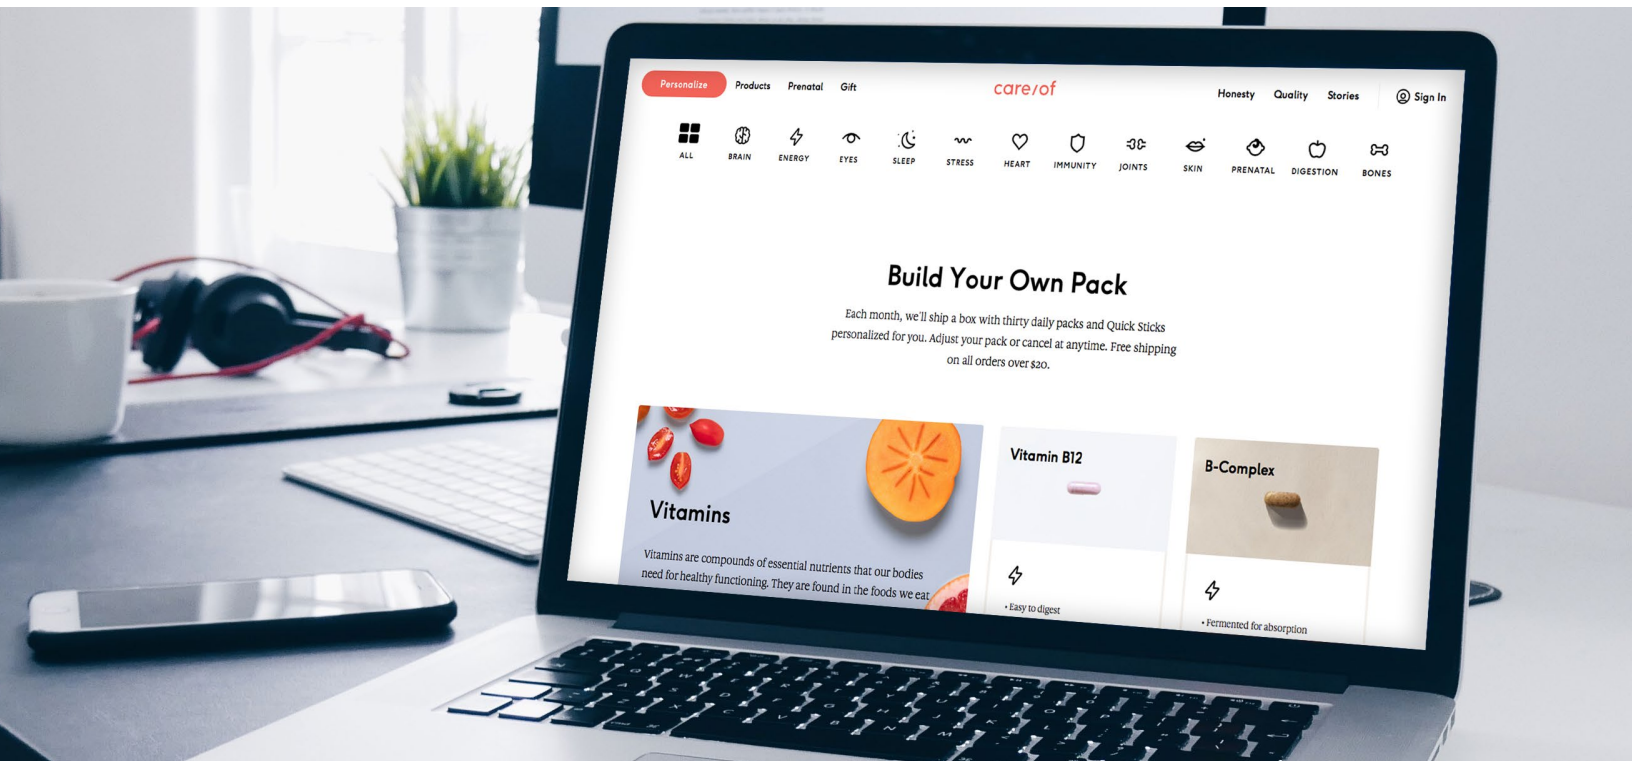 Personalize Products Prenatal Gift care/of Honesty Quality Stories Sign In
ALL BRAIN ENERGY EYES SLEEP STRESS HEART IMMUNITY JOINTS SKIN PRENATAL DIGESTION BONES
Build Your Own Pack
Each month, we'll ship a box with thirty daily packs and Quick Sticks
personalized for you. Adjust your pack or cancel at anytime. Free shipping
on all orders over $20.
Vitamins
Vitamins are compounds of essential nutrients that our bodies
need for healthy functioning. They are found in the foods we eat
Vitamin B12
• Easy to digest
B-Complex
• Fermented for absorption